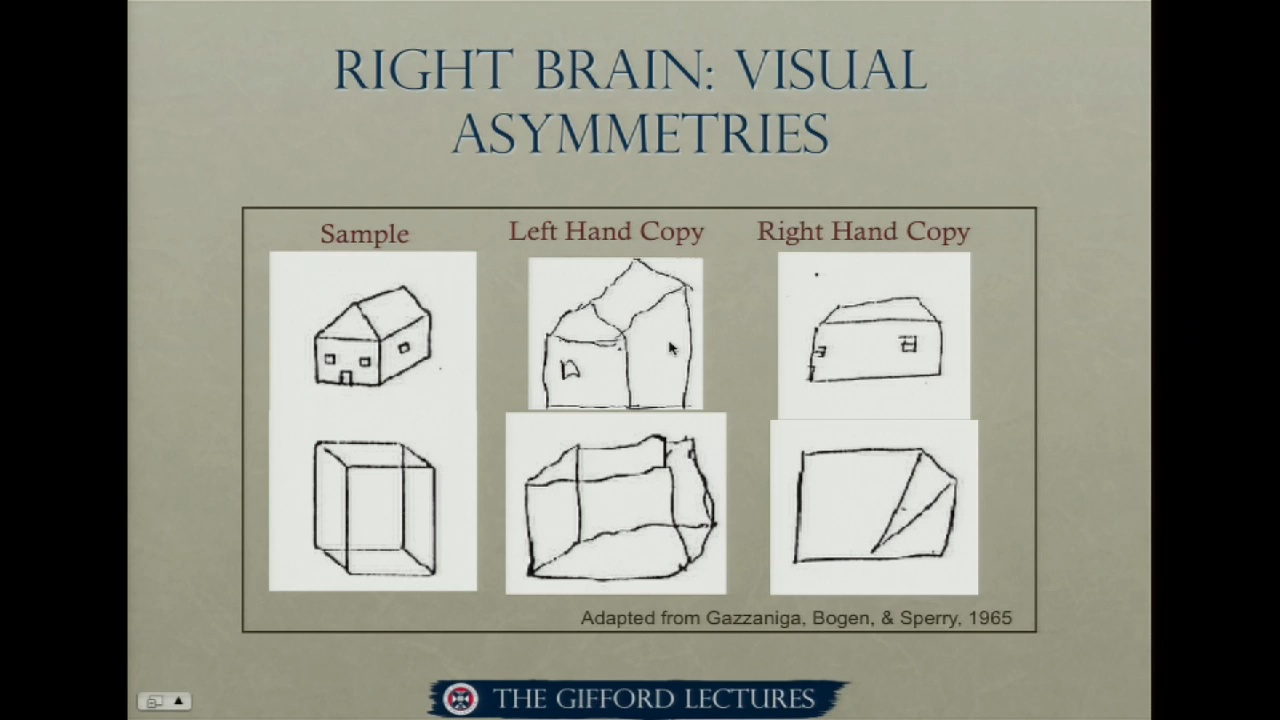 RIGHT BRAIN: VISUAL
ASYMMETRIES
Sample
Left Hand Copy
Right Hand Copy
Adapted from Gazzaniga, Bogen, & Sperry, 1965
THE GIFFORD LECTURES